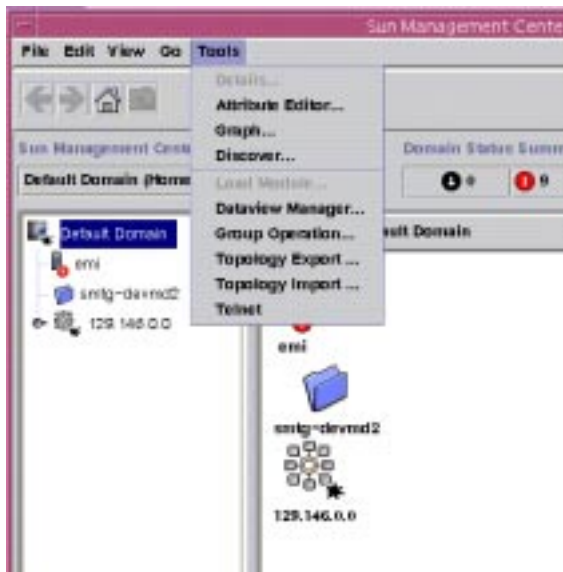 Sun Management Cente
File Edit View Go Tools
Details...
Attribute Editor...
Graph...
Discover...
Load Module...
Dataview Manager...
Group Operation...
Topology Export ...
Topology Import ...
Telnet
Sun Management Cente
Domain Status Summ
Default Domain (Home
0
9
Default Domain
emi
smtg-devmd2
129.146.0.0
ault Domain
emi
smtg-devmd2
129.146.0.0